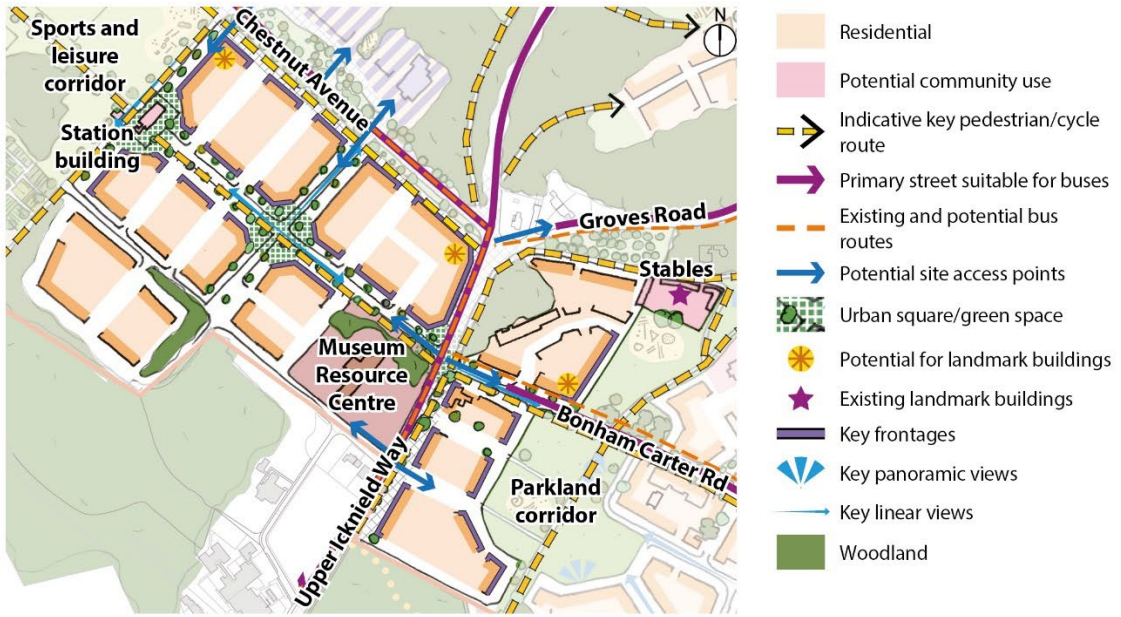 Sports and
leisure
corridor
Chestnut Avenue
N
Station
building
Groves Road
Stables
Museum
Resource
Centre
Bonham Carter Rd
Upper Icknield Way
Parkland
corridor
Residential
Potential community use
Indicative key pedestrian/cycle
route
Primary street suitable for buses
Existing and potential bus
routes
Potential site access points
Urban square/green space
Potential for landmark buildings
Existing landmark buildings
Key frontages
Key panoramic views
Key linear views
Woodland